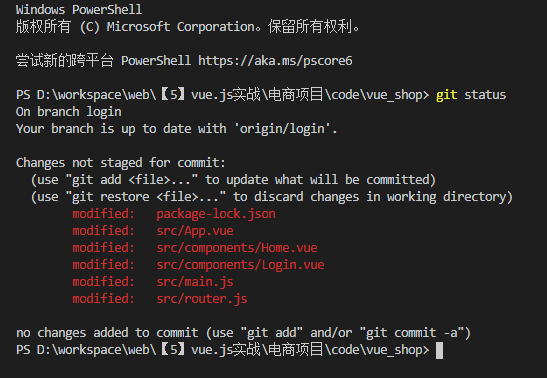 Windows PowerShell
版权所有 (C) Microsoft Corporation。保留所有权利。
尝试新的跨平台 PowerShell https://aka.ms/pscore6
PS D:\workspace\web\【5】vue.js实战\电商项目\code\vue_shop> git status
On branch login
Your branch is up to date with 'origin/login'.
Changes not staged for commit:
(use "git add <file>..." to update what will be committed)
(use "git restore <file>..." to discard changes in working directory)
modified: package-lock.json
modified: src/App.vue
modified: src/components/Home.vue
modified: src/components/Login.vue
modified: src/main.js
modified: src/router.js
no changes added to commit (use "git add" and/or "git commit -a")
PS D:\workspace\web\【5】vue.js实战\电商项目\code\vue_shop>